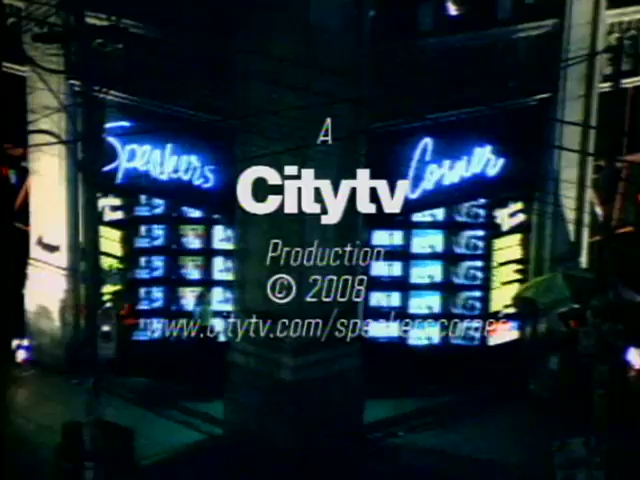 Speakers Corner
A
Citytv
Production
© 2008
www.citytv.com/speakerscorner